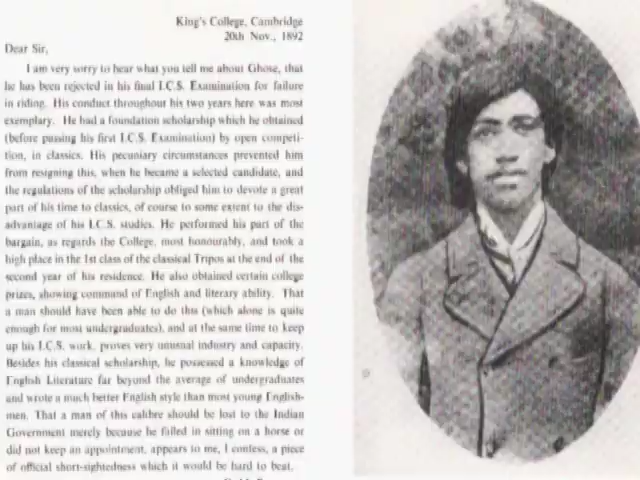 King's College, Cambridge
20th Nov., 1892
Dear Sir,
I am very sorry to hear what you tell me about Ghose, that
he has been rejected in his final I.C.S. Examination for failure
in riding. His conduct throughout his two years here was most
exemplary. He had a foundation scholarship which he obtained
(before passing his first I.C.S. Examination) by open competi-
tion, in classics. His pecuniary circumstances prevented him
from resigning this, when he became a selected candidate, and
the regulations of the scholarship obliged him to devote a great
part of his time to classics, of course to some extent to the dis-
advantage of his I.C.S. studies. He performed his part of the
bargain, as regards the College, most honourably, and took a
high place in the 1st class of the classical Tripos at the end of the
second year of his residence. He also obtained certain college
prizes, showing command of English and literary ability. That
a man should have been able to do this (which alone is quite
enough for most undergraduates), and at the same time to keep
up his I.C.S. work, proves very unusual industry and capacity.
Besides his classical scholarship, he possessed a knowledge of
English Literature far beyond the average of undergraduates
and wrote a much better English style than most young English-
men. That a man of this calibre should be lost to the Indian
Government merely because he failed in sitting on a horse or
did not keep an appointment, appears to me, I confess, a piece
of official short-sightedness which it would be hard to beat.